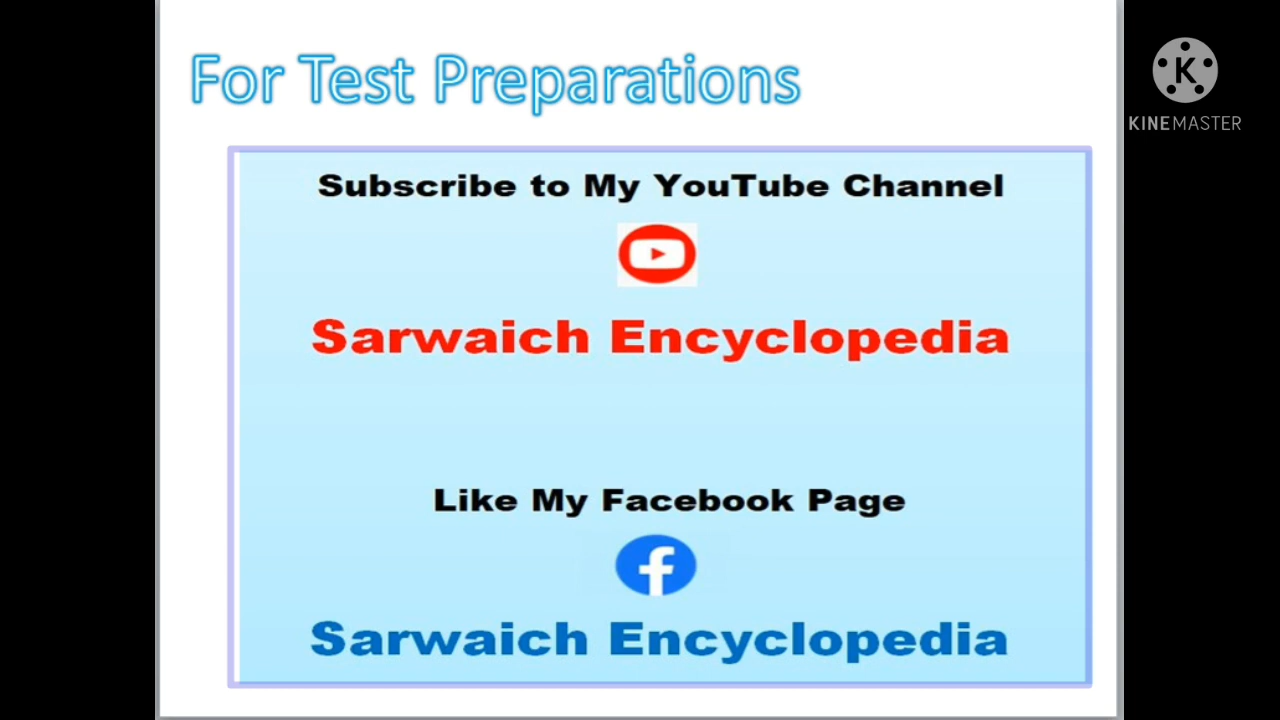 For Test Preparations
K
KINEMASTER
Subscribe to My YouTube Channel
Sarwaich Encyclopedia
Like My Facebook Page
f
Sarwaich Encyclopedia